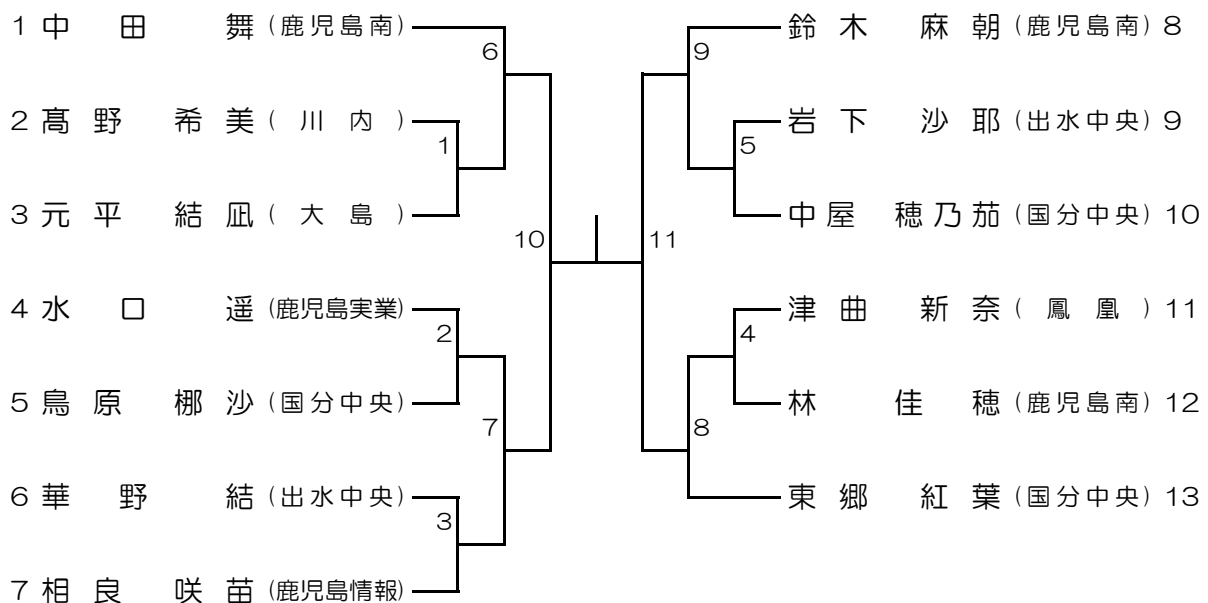 1 中田 舞 (鹿児島南)
2 髙野 希美 (川内)
3 元平 結凪 (大島)
4 水口 遥 (鹿児島実業)
5 鳥原 梛沙 (国分中央)
6 華野 結 (出水中央)
7 相良 咲苗 (鹿児島情報)
6
1
10
2
7
3
9
5
11
4
8
鈴木 麻朝 (鹿児島南) 8
岩下 沙耶 (出水中央) 9
中屋 穂乃茄 (国分中央) 10
津曲 新奈 (鳳凰) 11
林 佳穂 (鹿児島南) 12
東郷 紅葉 (国分中央) 13